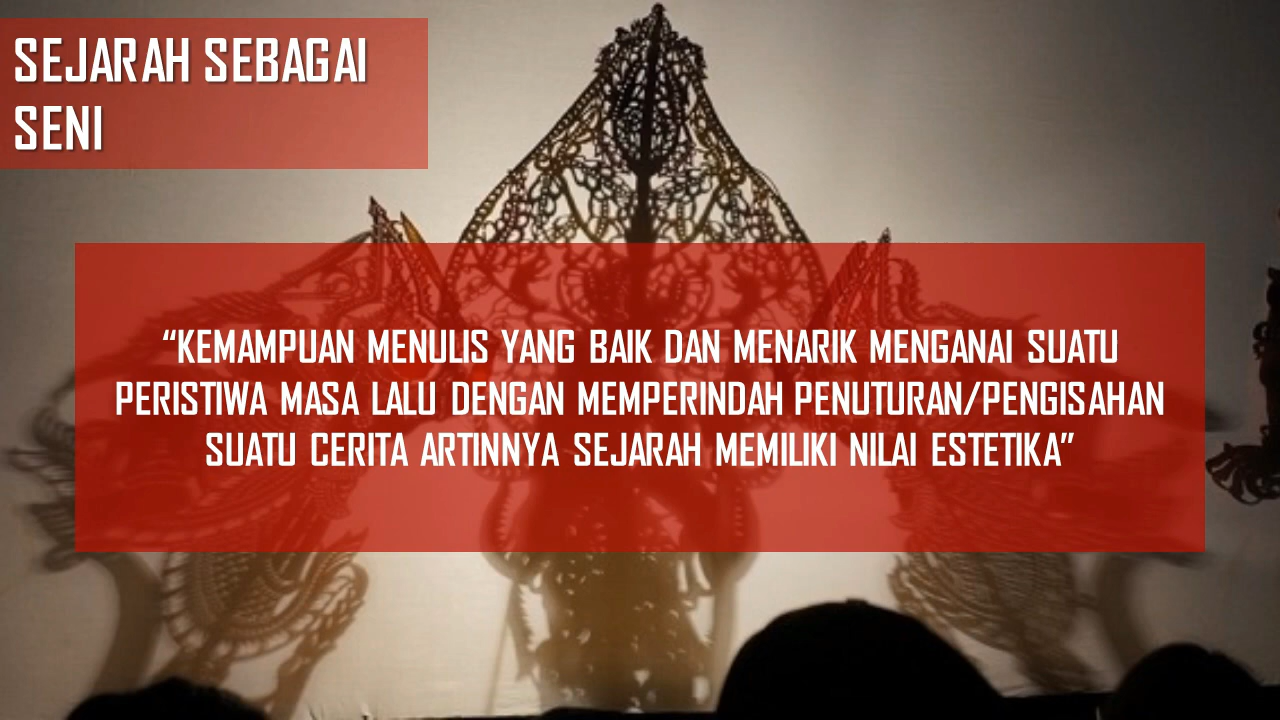 SEJARAH SEBAGAI
SENI
“KEMAMPUAN MENULIS YANG BAIK DAN MENARIK MENGANAI SUATU
PERISTIWA MASA LALU DENGAN MEMPERINDAH PENUTURAN/PENGISAHAN
SUATU CERITA ARTINNYA SEJARAH MEMILIKI NILAI ESTETIKA”